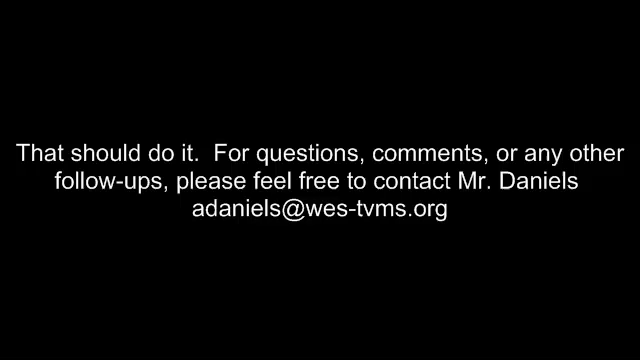 That should do it.  For questions, comments, or any other
follow-ups, please feel free to contact Mr. Daniels
adaniels@wes-tvms.org